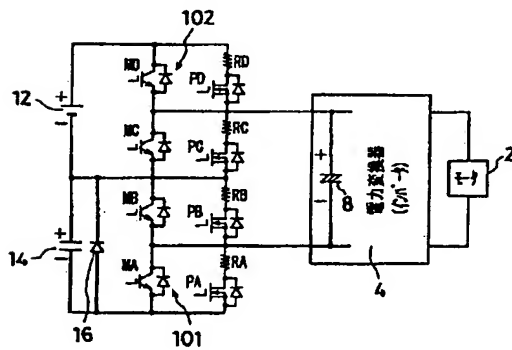 102
MD
RD
PD
12
+
-
MC
RC
PC
電力変換器
(インバータ)
+
8
-
モータ
2
MB
RB
PB
14
+
-
16
MA
RA
PA
101
4